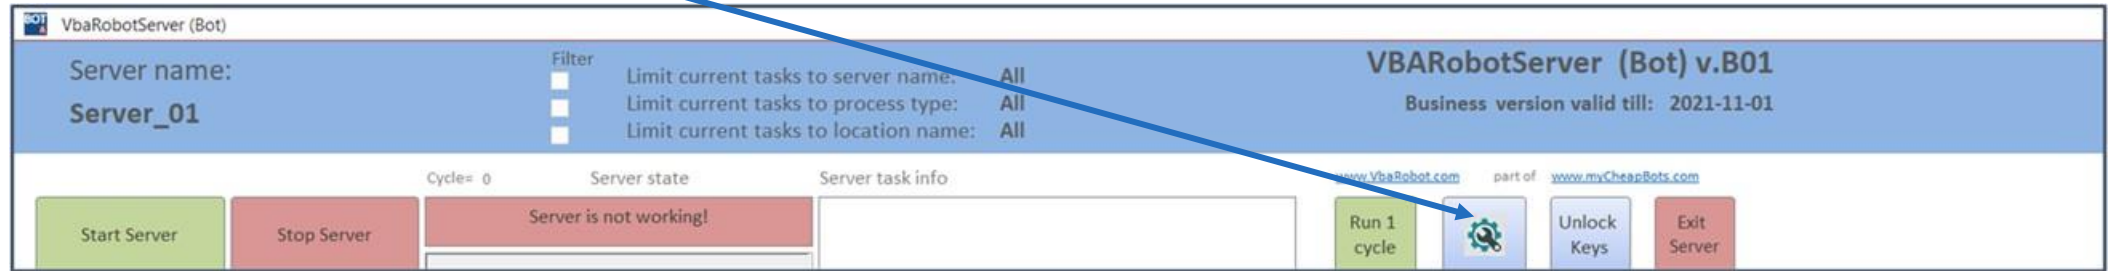 BOT
VbaRobotServer (Bot)
Server name:
Server_01
Filter
Limit current tasks to server name: All
Limit current tasks to process type: All
Limit current tasks to location name: All
VBARobotServer (Bot) v.B01
Business version valid till: 2021-11-01
Cycle= 0
Server state
Server task info
www.VbaRobot.com part of www.myCheapBots.com
Start Server
Stop Server
Server is not working!
Run 1
cycle
Unlock
Keys
Exit
Server